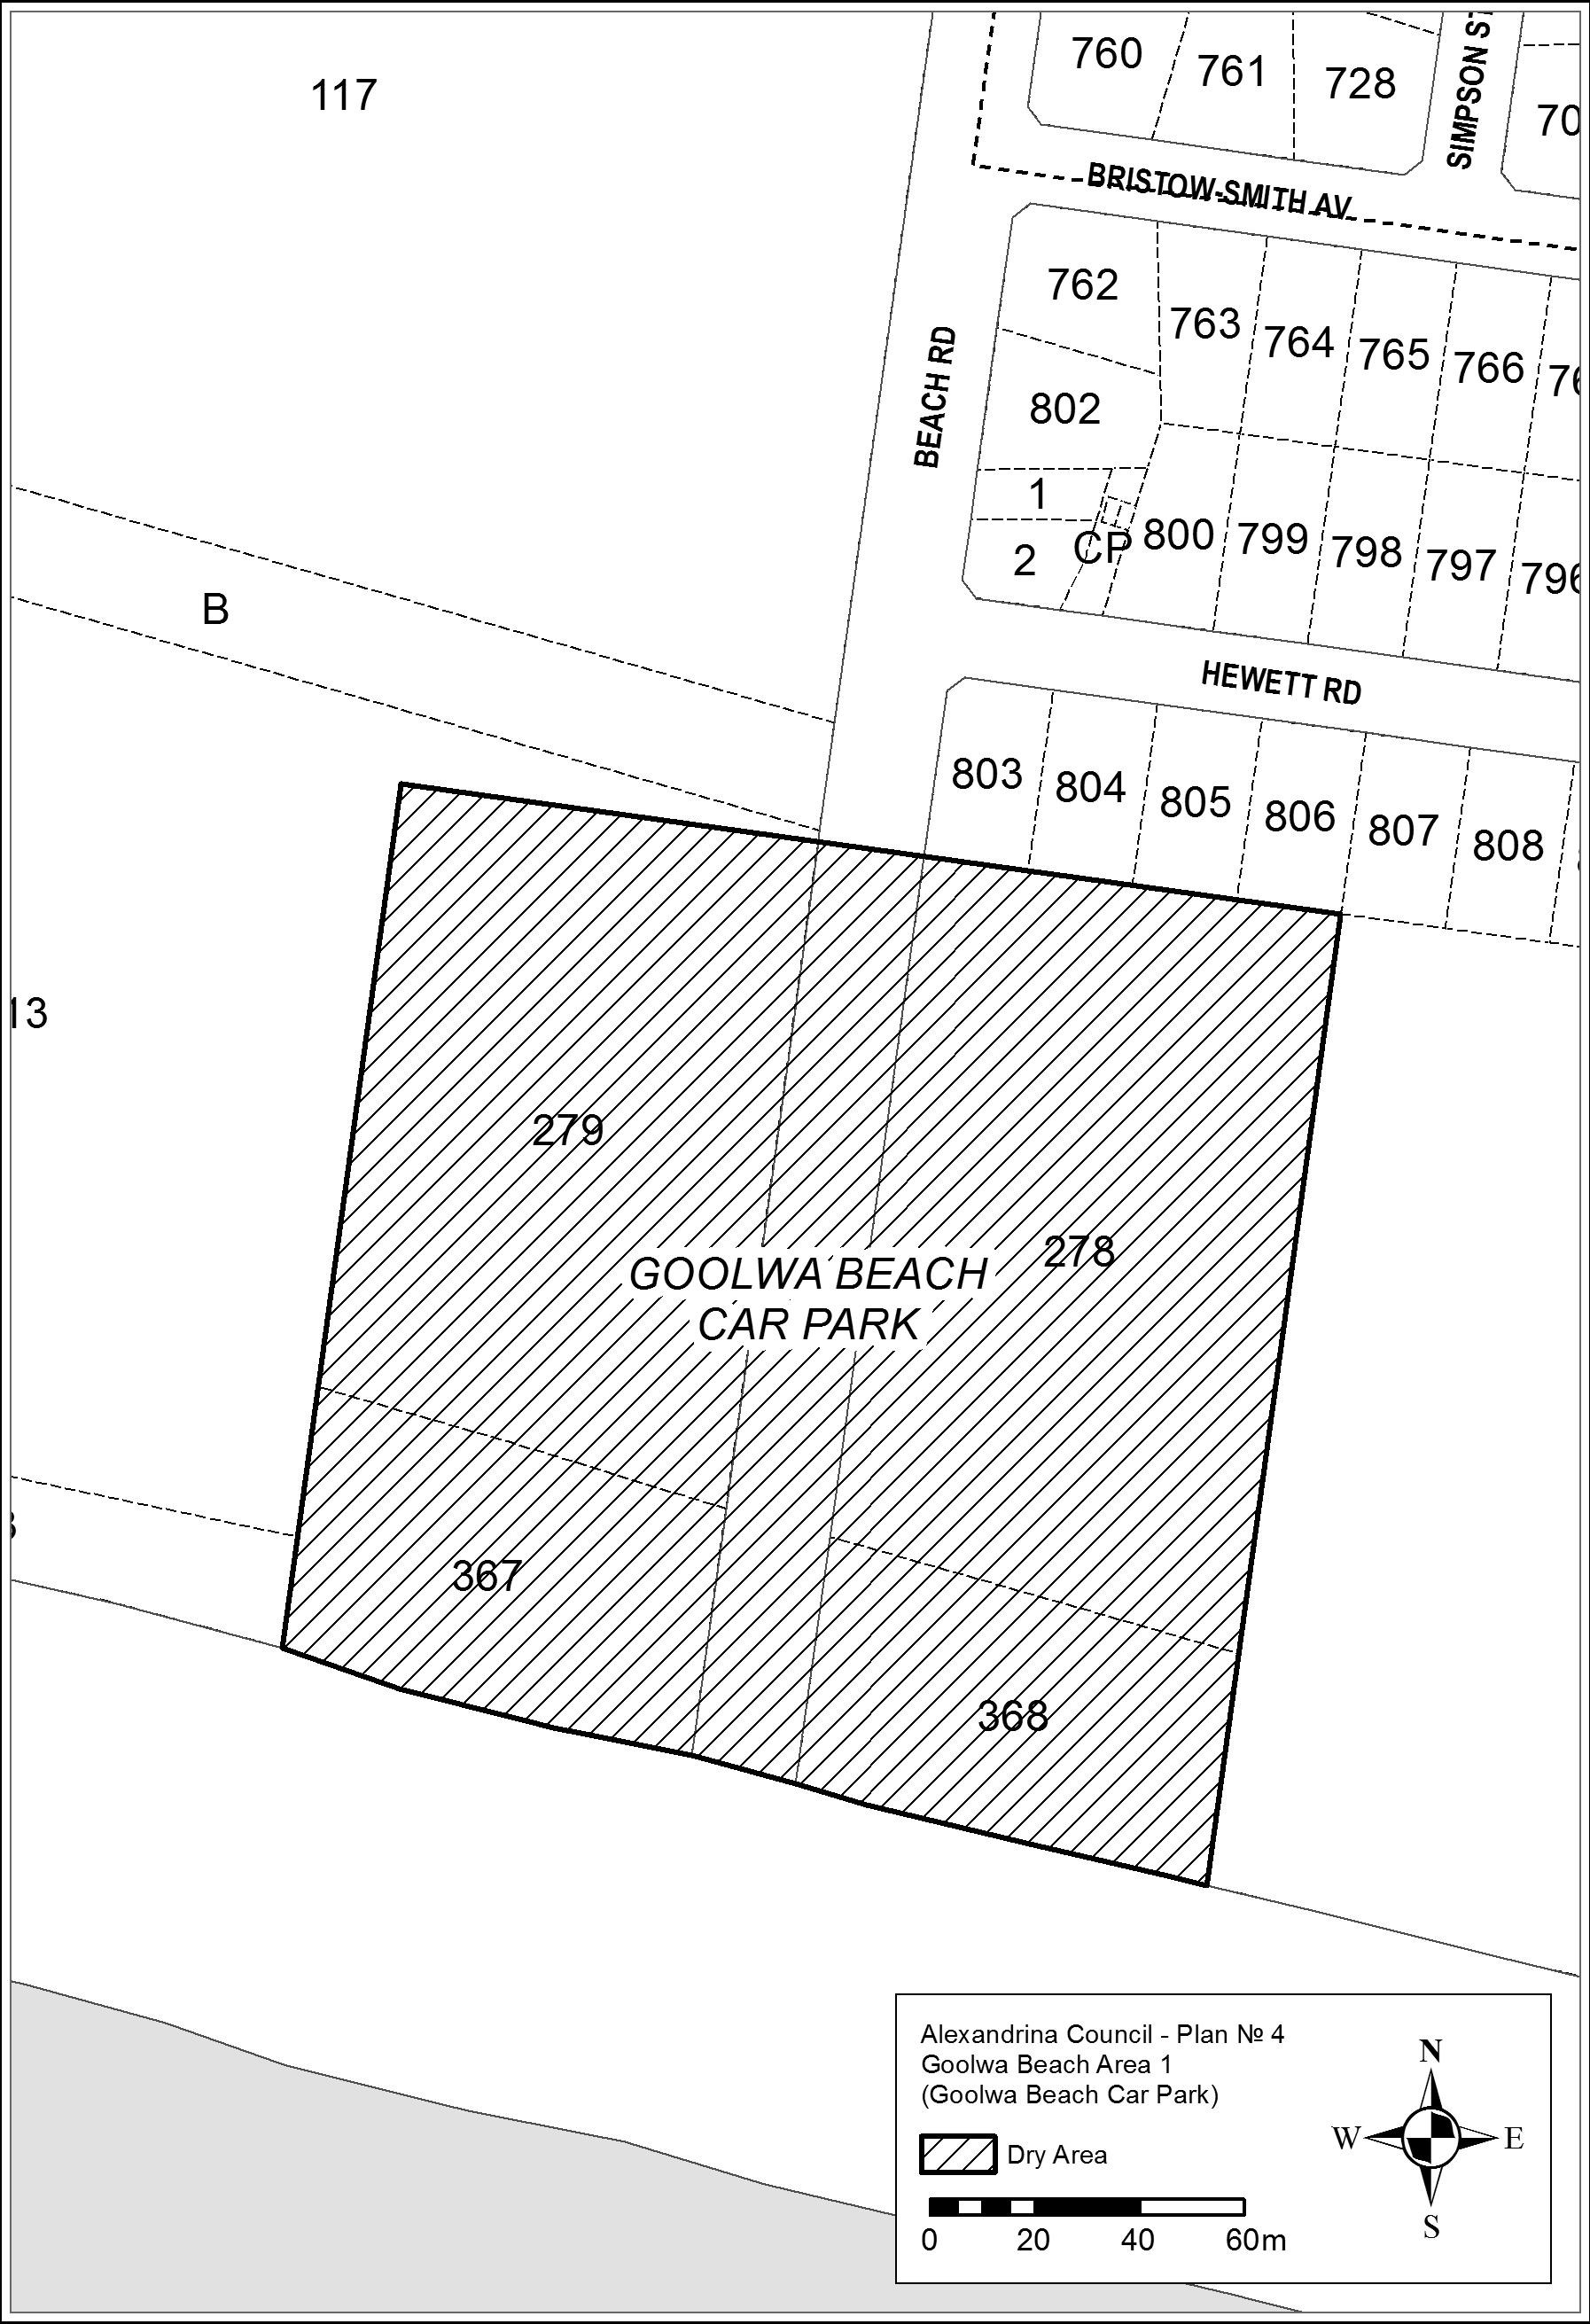 117
760
761
728
SIMPSON ST
70
BRISTOW-SMITH AV
762
763
764
765
766
76
BEACH RD
802
1
2
CP
800
799
798
797
796
B
HEWETT RD
803
804
805
806
807
808
13
279
278
GOOLWA BEACH
CAR PARK
367
368
Alexandrina Council - Plan № 4
Goolwa Beach Area 1
(Goolwa Beach Car Park)
Dry Area
0 20 40 60m
N
W E
S